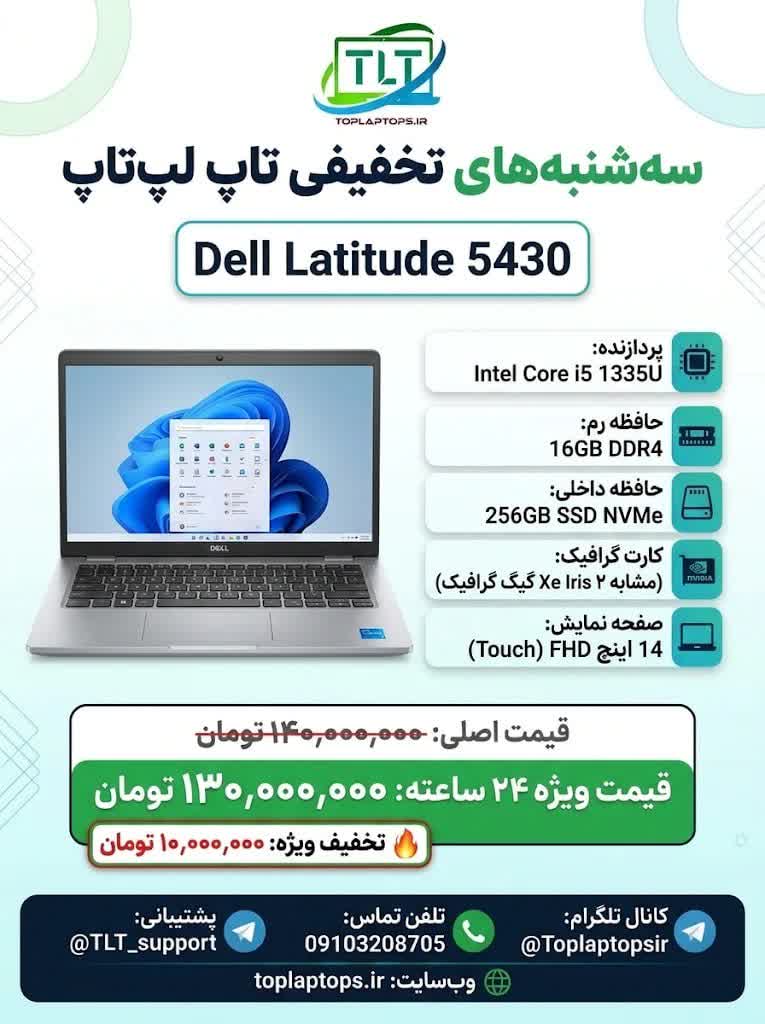 TLT
TOPLAPTOPS.IR
سه‌شنبه‌های تخفیفی تاپ لپ‌تاپ
Dell Latitude 5430
پردازنده:
Intel Core i5 1335U
حافظه رم:
16GB DDR4
حافظه داخلی:
256GB SSD NVMe
کارت گرافیک:
(مشابه ۲ Xe Iris گیگ گرافیک)
NVIDIA
صفحه نمایش:
14 اینچ FHD (Touch)
DELL
قیمت اصلی: ۱۴۰,۰۰۰,۰۰۰ تومان
قیمت ویژه ۲۴ ساعته: ۱۳۰,۰۰۰,۰۰۰ تومان
🔥 تخفیف ویژه: ۱۰,۰۰۰,۰۰۰ تومان
کانال تلگرام:
@Toplaptopsir
تلفن تماس:
09103208705
پشتیبانی:
@TLT_support
وب‌سایت: toplaptops.ir